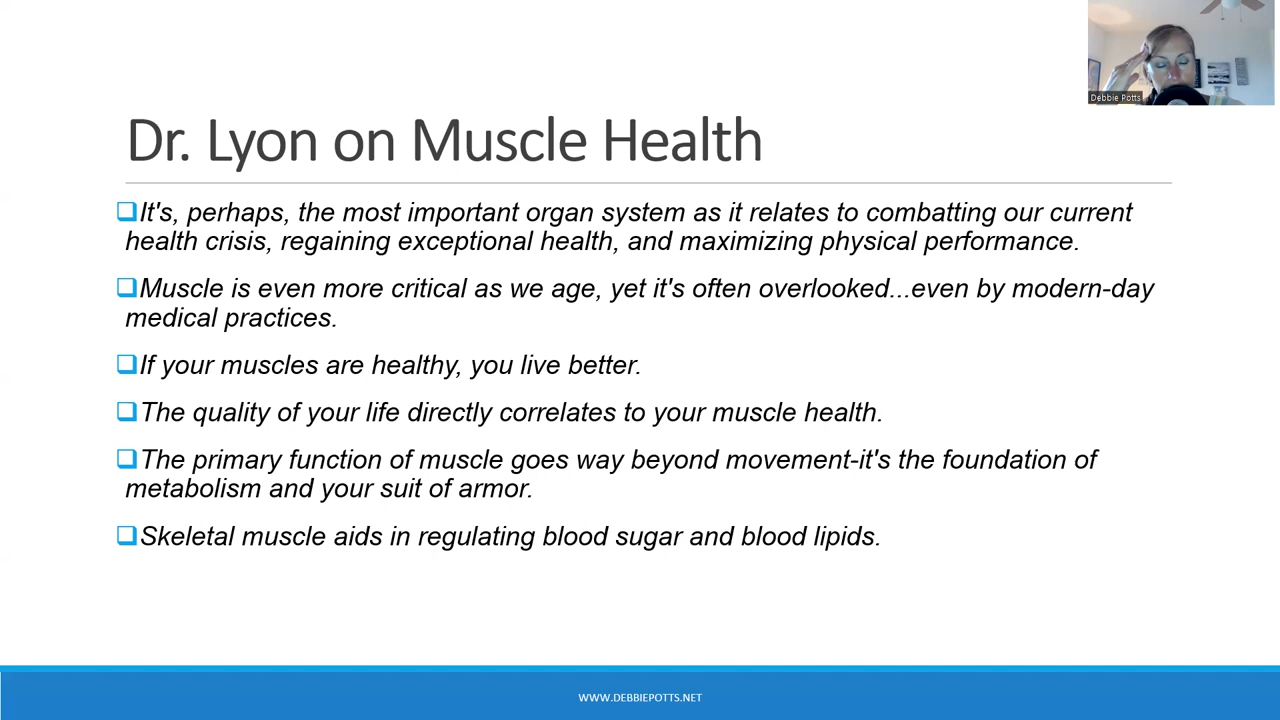 Debbie Potts
Dr. Lyon on Muscle Health
It's, perhaps, the most important organ system as it relates to combatting our current
health crisis, regaining exceptional health, and maximizing physical performance.
Muscle is even more critical as we age, yet it's often overlooked...even by modern-day
medical practices.
If your muscles are healthy, you live better.
The quality of your life directly correlates to your muscle health.
The primary function of muscle goes way beyond movement-it's the foundation of
metabolism and your suit of armor.
Skeletal muscle aids in regulating blood sugar and blood lipids.
WWW.DEBBIEPOTTS.NET